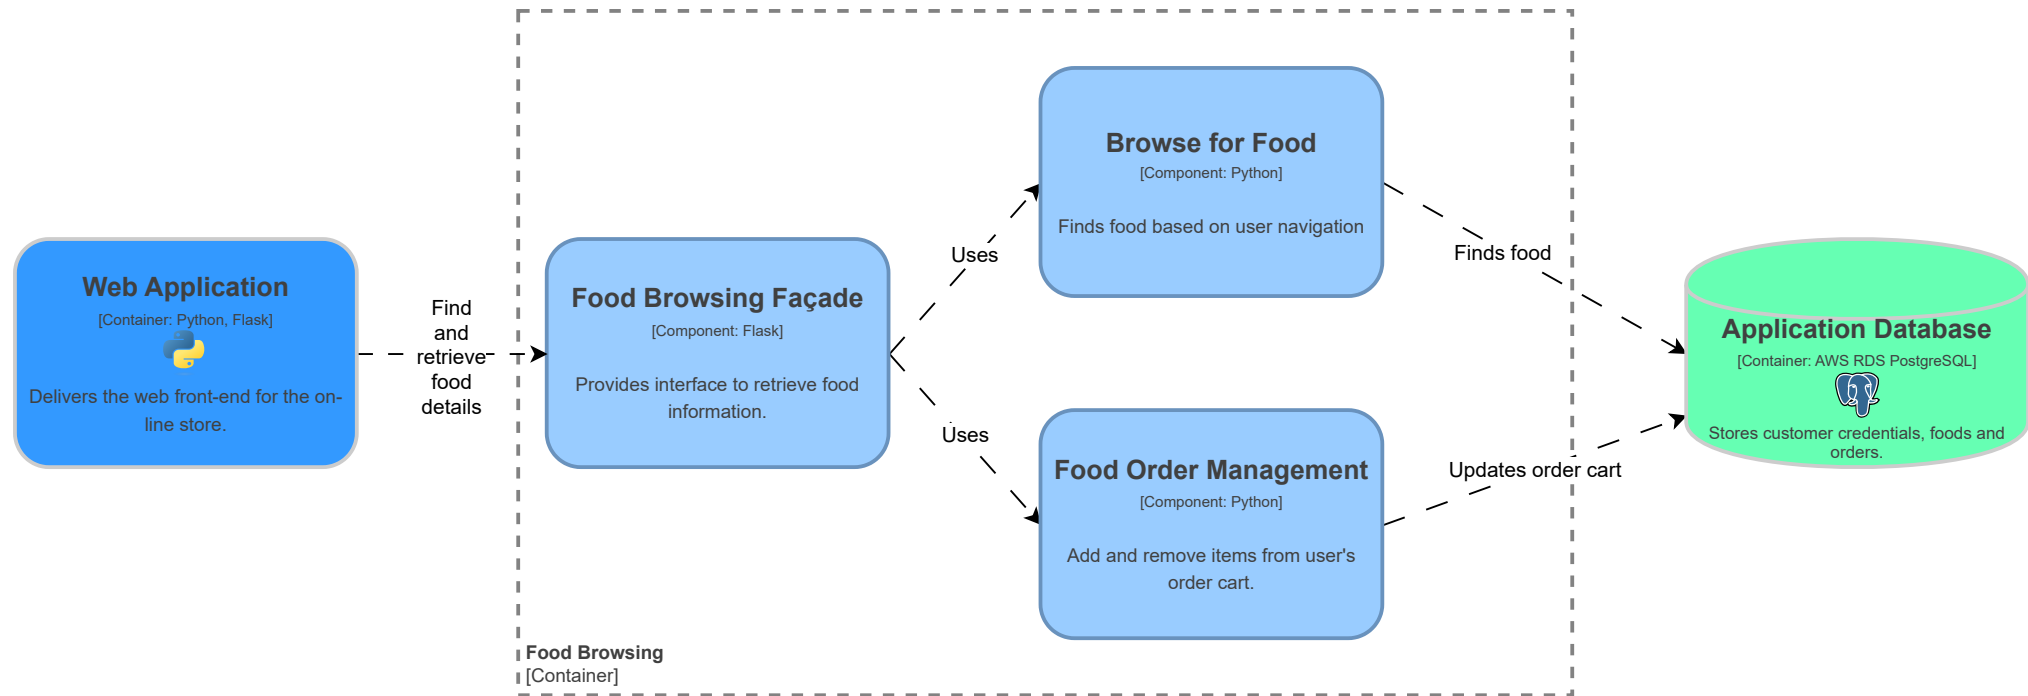 Web Application
[Container: Python, Flask]
Delivers the web front-end for the on-
line store.
Find
and
retrieve
food
details
Food Browsing Façade
[Component: Flask]
Provides interface to retrieve food
information.
Uses
Uses
Browse for Food
[Component: Python]
Finds food based on user navigation
Food Order Management
[Component: Python]
Add and remove items from user's
order cart.
Finds food
Updates order cart
Application Database
[Container: AWS RDS PostgreSQL]
Stores customer credentials, foods and
orders.
Food Browsing
[Container]